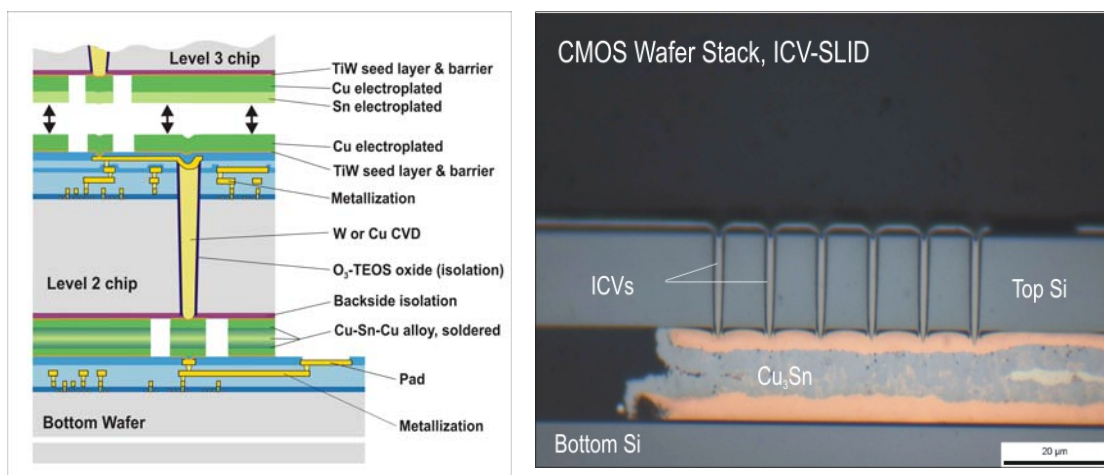 Level 3 chip
TiW seed layer & barrier
Cu electroplated
Sn electroplated
Cu electroplated
TiW seed layer & barrier
Metallization
W or Cu CVD
O₃-TEOS oxide (isolation)
Level 2 chip
Backside isolation
Cu-Sn-Cu alloy, soldered
Pad
Bottom Wafer
Metallization
CMOS Wafer Stack, ICV-SLID
ICVs
Top Si
Cu₃Sn
Bottom Si
20 µm